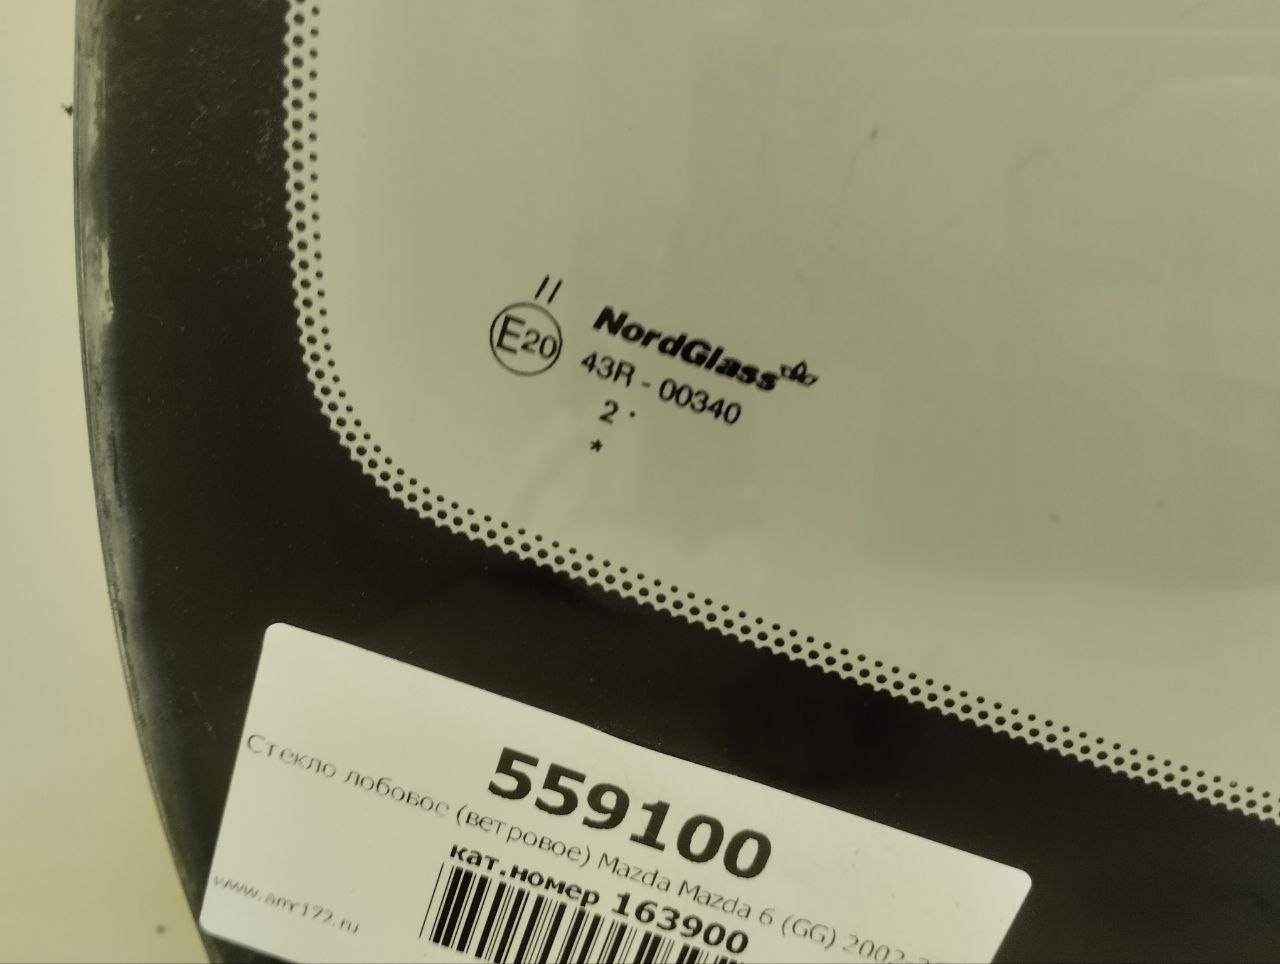 II
E20
NordGlass
43R - 00340
2 ·
*
559100
Стекло лобовое (ветровое) Mazda Mazda 6 (GG) 2002-
кат.номер 163900
www.amr172.ru